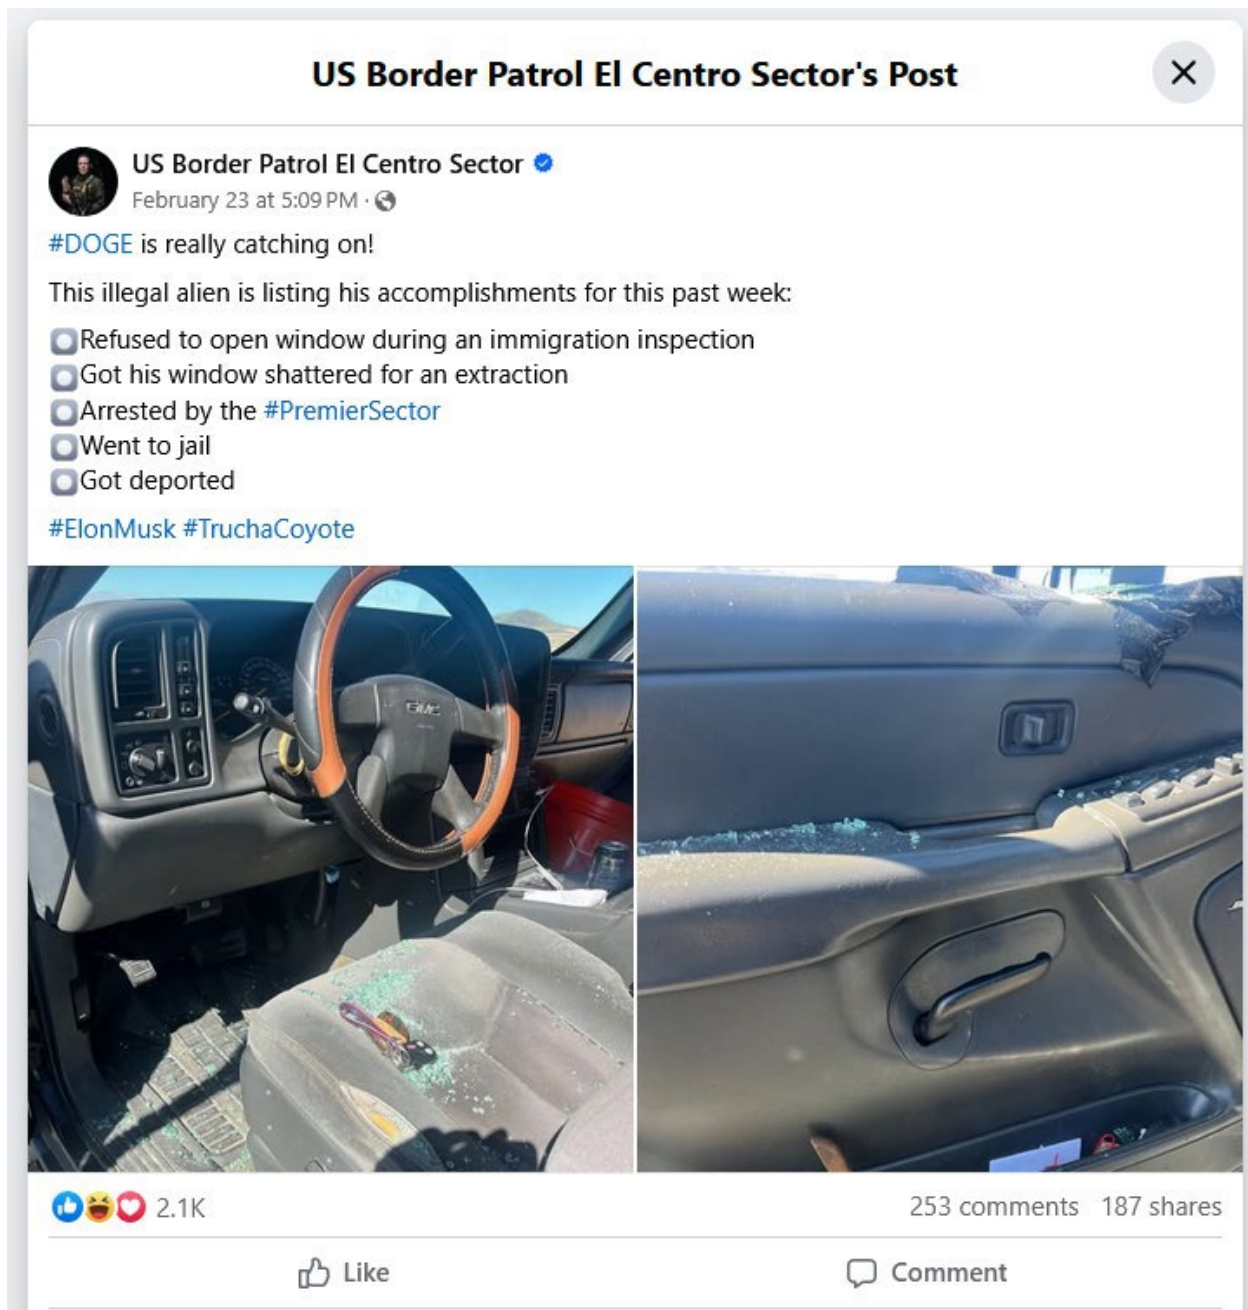 US Border Patrol El Centro Sector's Post
US Border Patrol El Centro Sector
February 23 at 5:09 PM ·
#DOGE is really catching on!
This illegal alien is listing his accomplishments for this past week:
Refused to open window during an immigration inspection
Got his window shattered for an extraction
Arrested by the #PremierSector
Went to jail
Got deported
#ElonMusk #TruchaCoyote
GMC
2.1K
253 comments 187 shares
Like
Comment